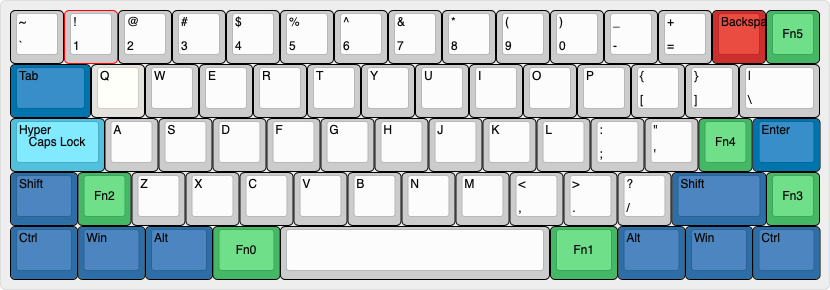 ~ ! @ # $ % ^ & * ( ) _ + Backspa Fn5
` 1 2 3 4 5 6 7 8 9 0 - =
Tab Q W E R T Y U I O P { } |
[ ] \
Hyper A S D F G H J K L : " Fn4 Enter
Caps Lock ; '
Shift Fn2 Z X C V B N M < > ? Shift Fn3
, . /
Ctrl Win Alt Fn0 Fn1 Alt Win Ctrl